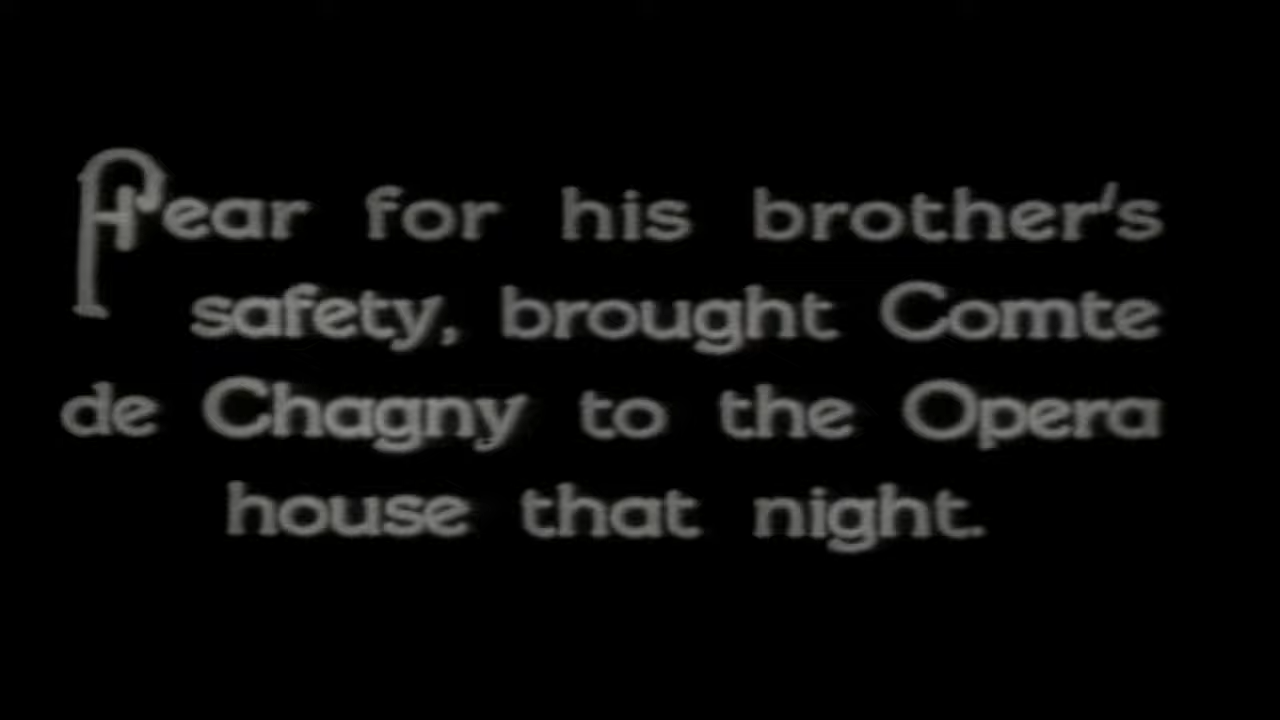 Fear for his brother's
safety, brought Comte
de Chagny to the Opera
house that night.